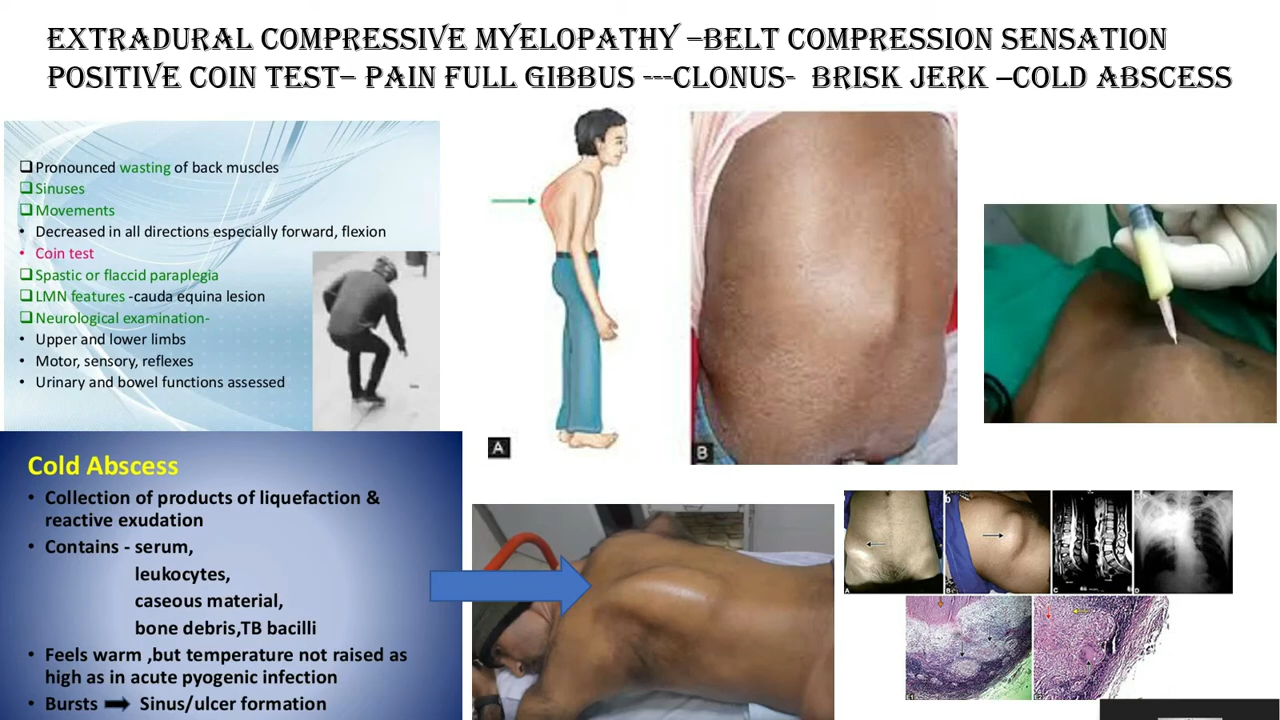 EXTRADURAL COMPRESSIVE MYELOPATHY –BELT COMPRESSION SENSATION
POSITIVE COIN TEST– PAIN FULL GIBBUS ---CLONUS- BRISK JERK –COLD ABSCESS
❑Pronounced wasting of back muscles
❑Sinuses
❑Movements
• Decreased in all directions especially forward, flexion
• Coin test
❑Spastic or flaccid paraplegia
❑LMN features -cauda equina lesion
❑Neurological examination-
• Upper and lower limbs
• Motor, sensory, reflexes
• Urinary and bowel functions assessed
Cold Abscess
• Collection of products of liquefaction &
reactive exudation
• Contains - serum,
leukocytes,
caseous material,
bone debris,TB bacilli
• Feels warm ,but temperature not raised as
high as in acute pyogenic infection
• Bursts ➡ Sinus/ulcer formation
A
B
A
B
C
D